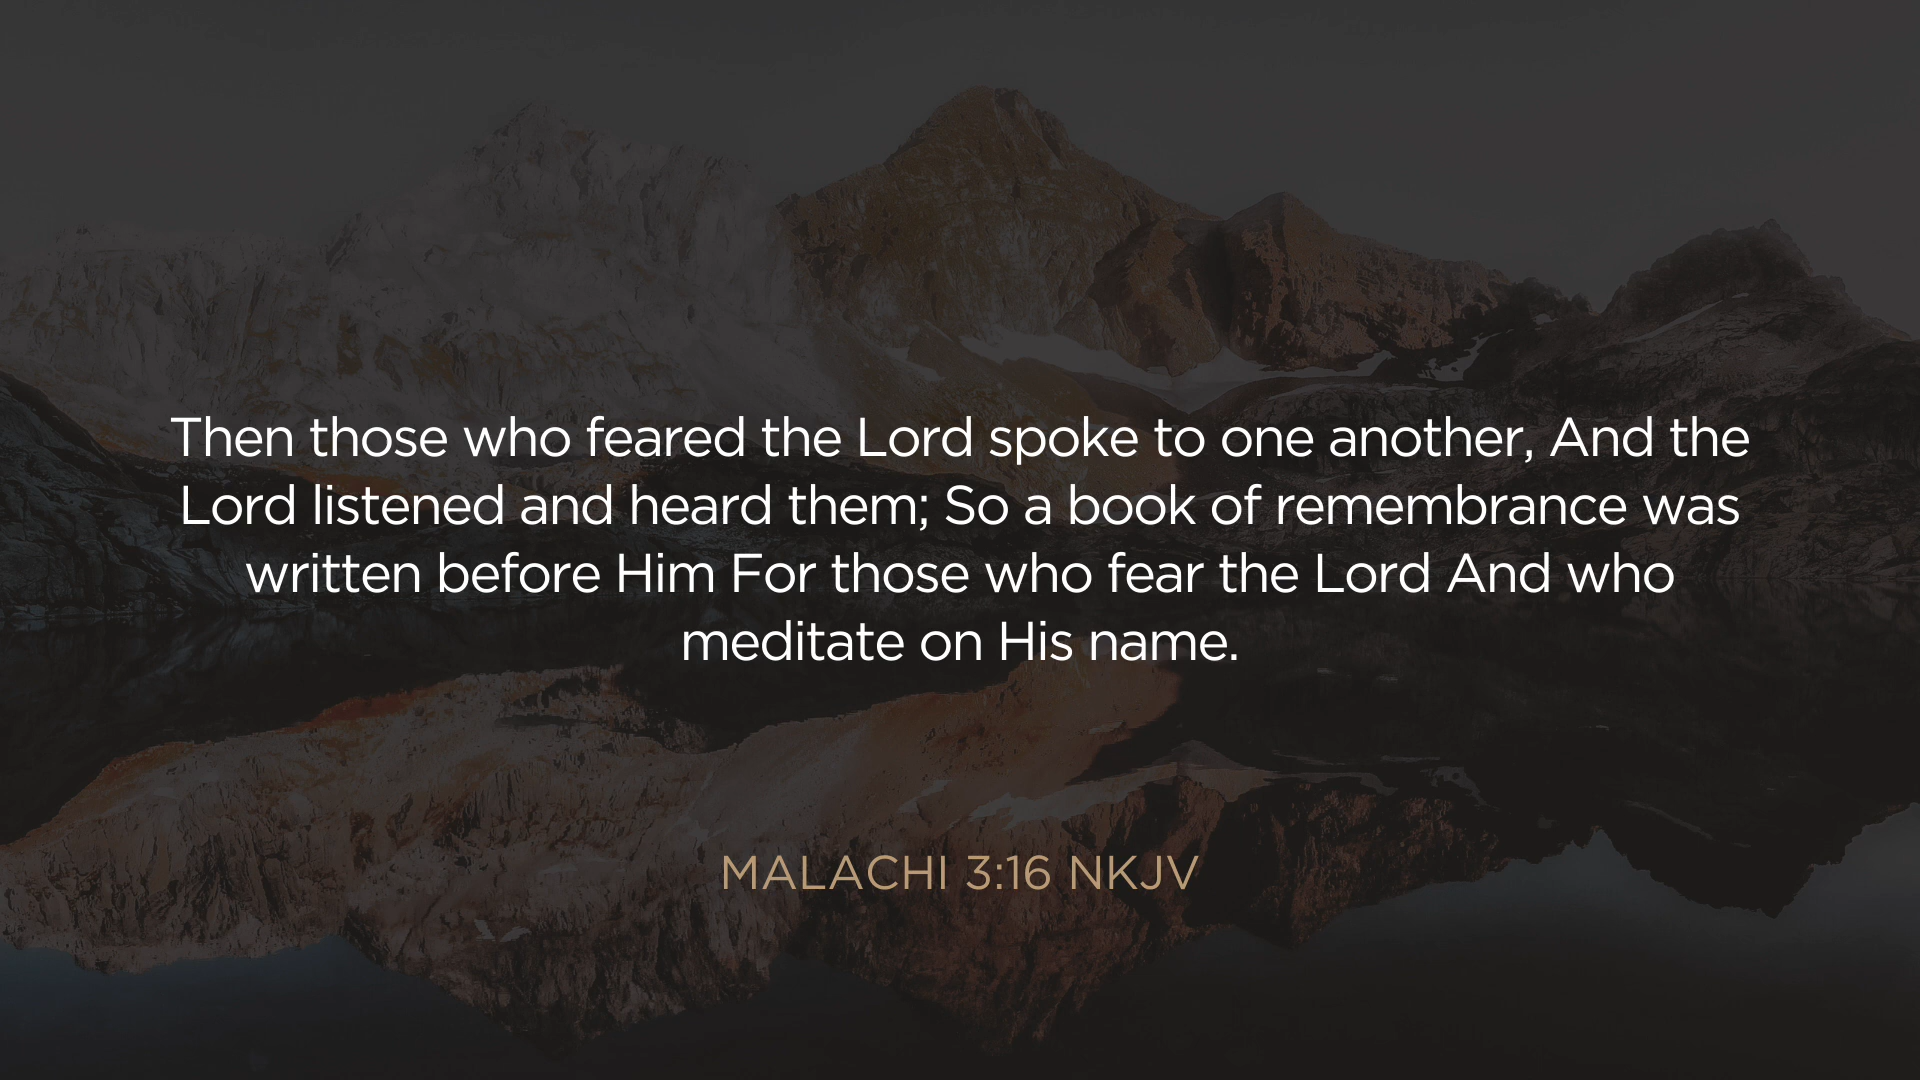 Then those who feared the Lord spoke to one another, And the
Lord listened and heard them; So a book of remembrance was
written before Him For those who fear the Lord And who
meditate on His name.
MALACHI 3:16 NKJV